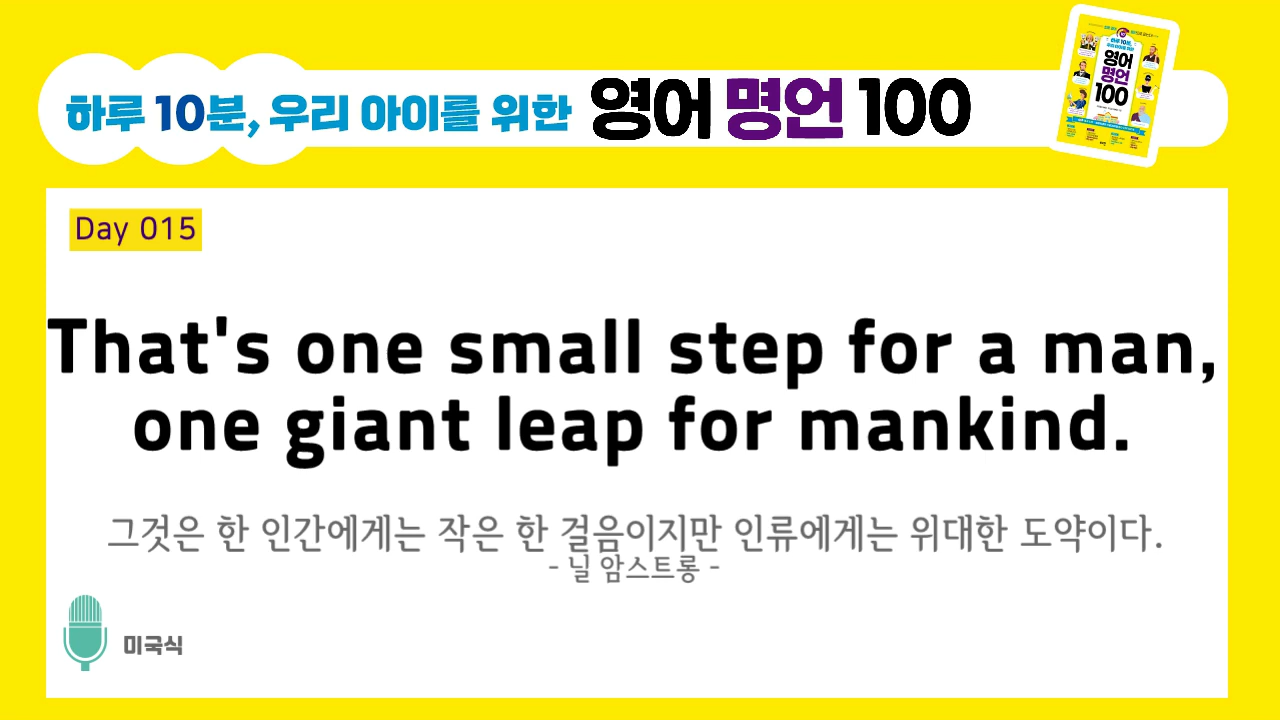 하루 10분, 우리 아이를 위한 영어 명언 100
영어
명언
100
Day 015
That's one small step for a man,
one giant leap for mankind.
그것은 한 인간에게는 작은 한 걸음이지만 인류에게는 위대한 도약이다.
- 닐 암스트롱 -
미국식